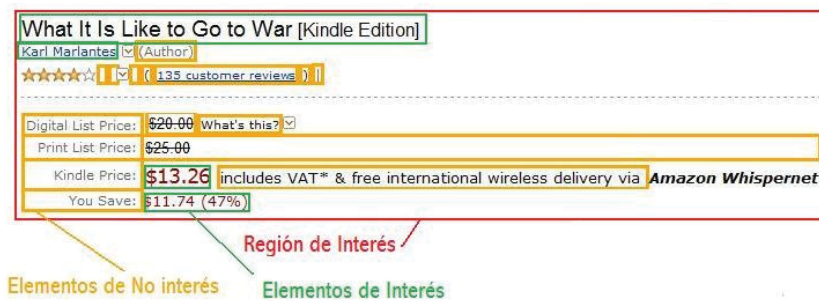 What It Is Like to Go to War [Kindle Edition]
Karl Marlantes (Author)
(135 customer reviews) |
Digital List Price: $20.00 What's this?
Print List Price: $25.00
Kindle Price: $13.26 includes VAT* & free international wireless delivery via Amazon Whispernet
You Save: $11.74 (47%)
Región de Interés
Elementos de No interés
Elementos de Interés